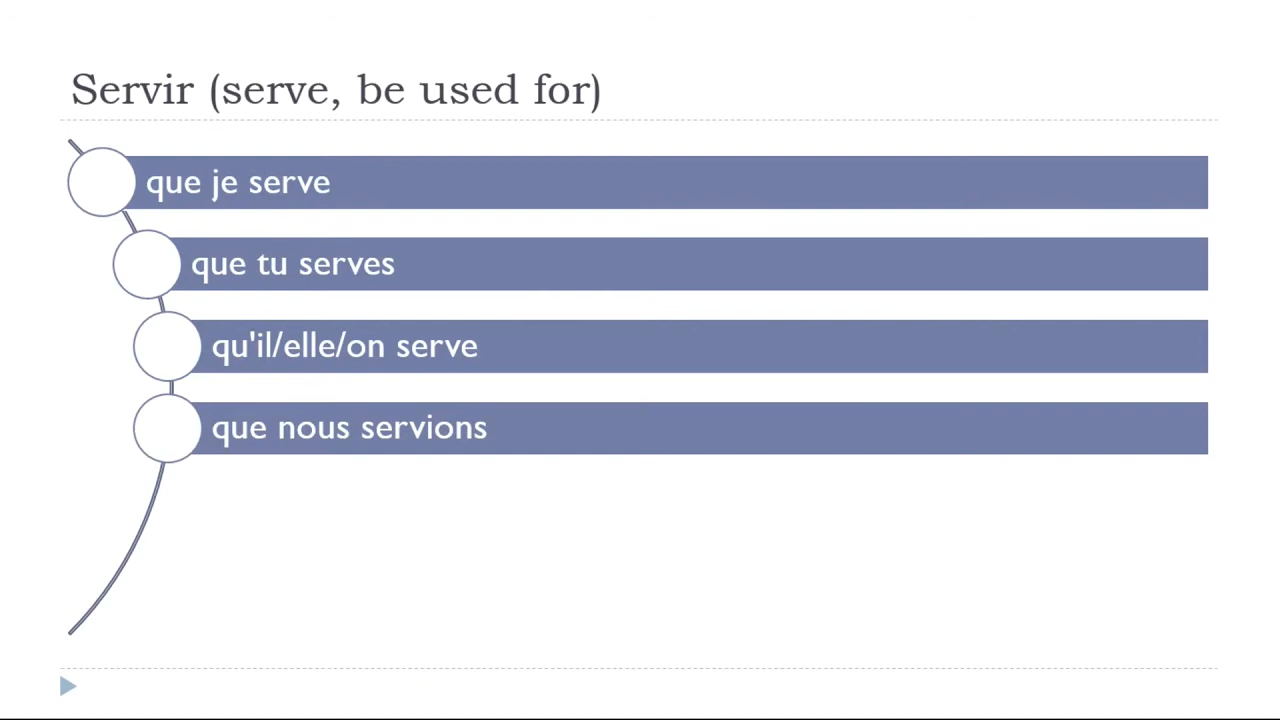 Servir (serve, be used for)
que je serve
que tu serves
qu'il/elle/on serve
que nous servions